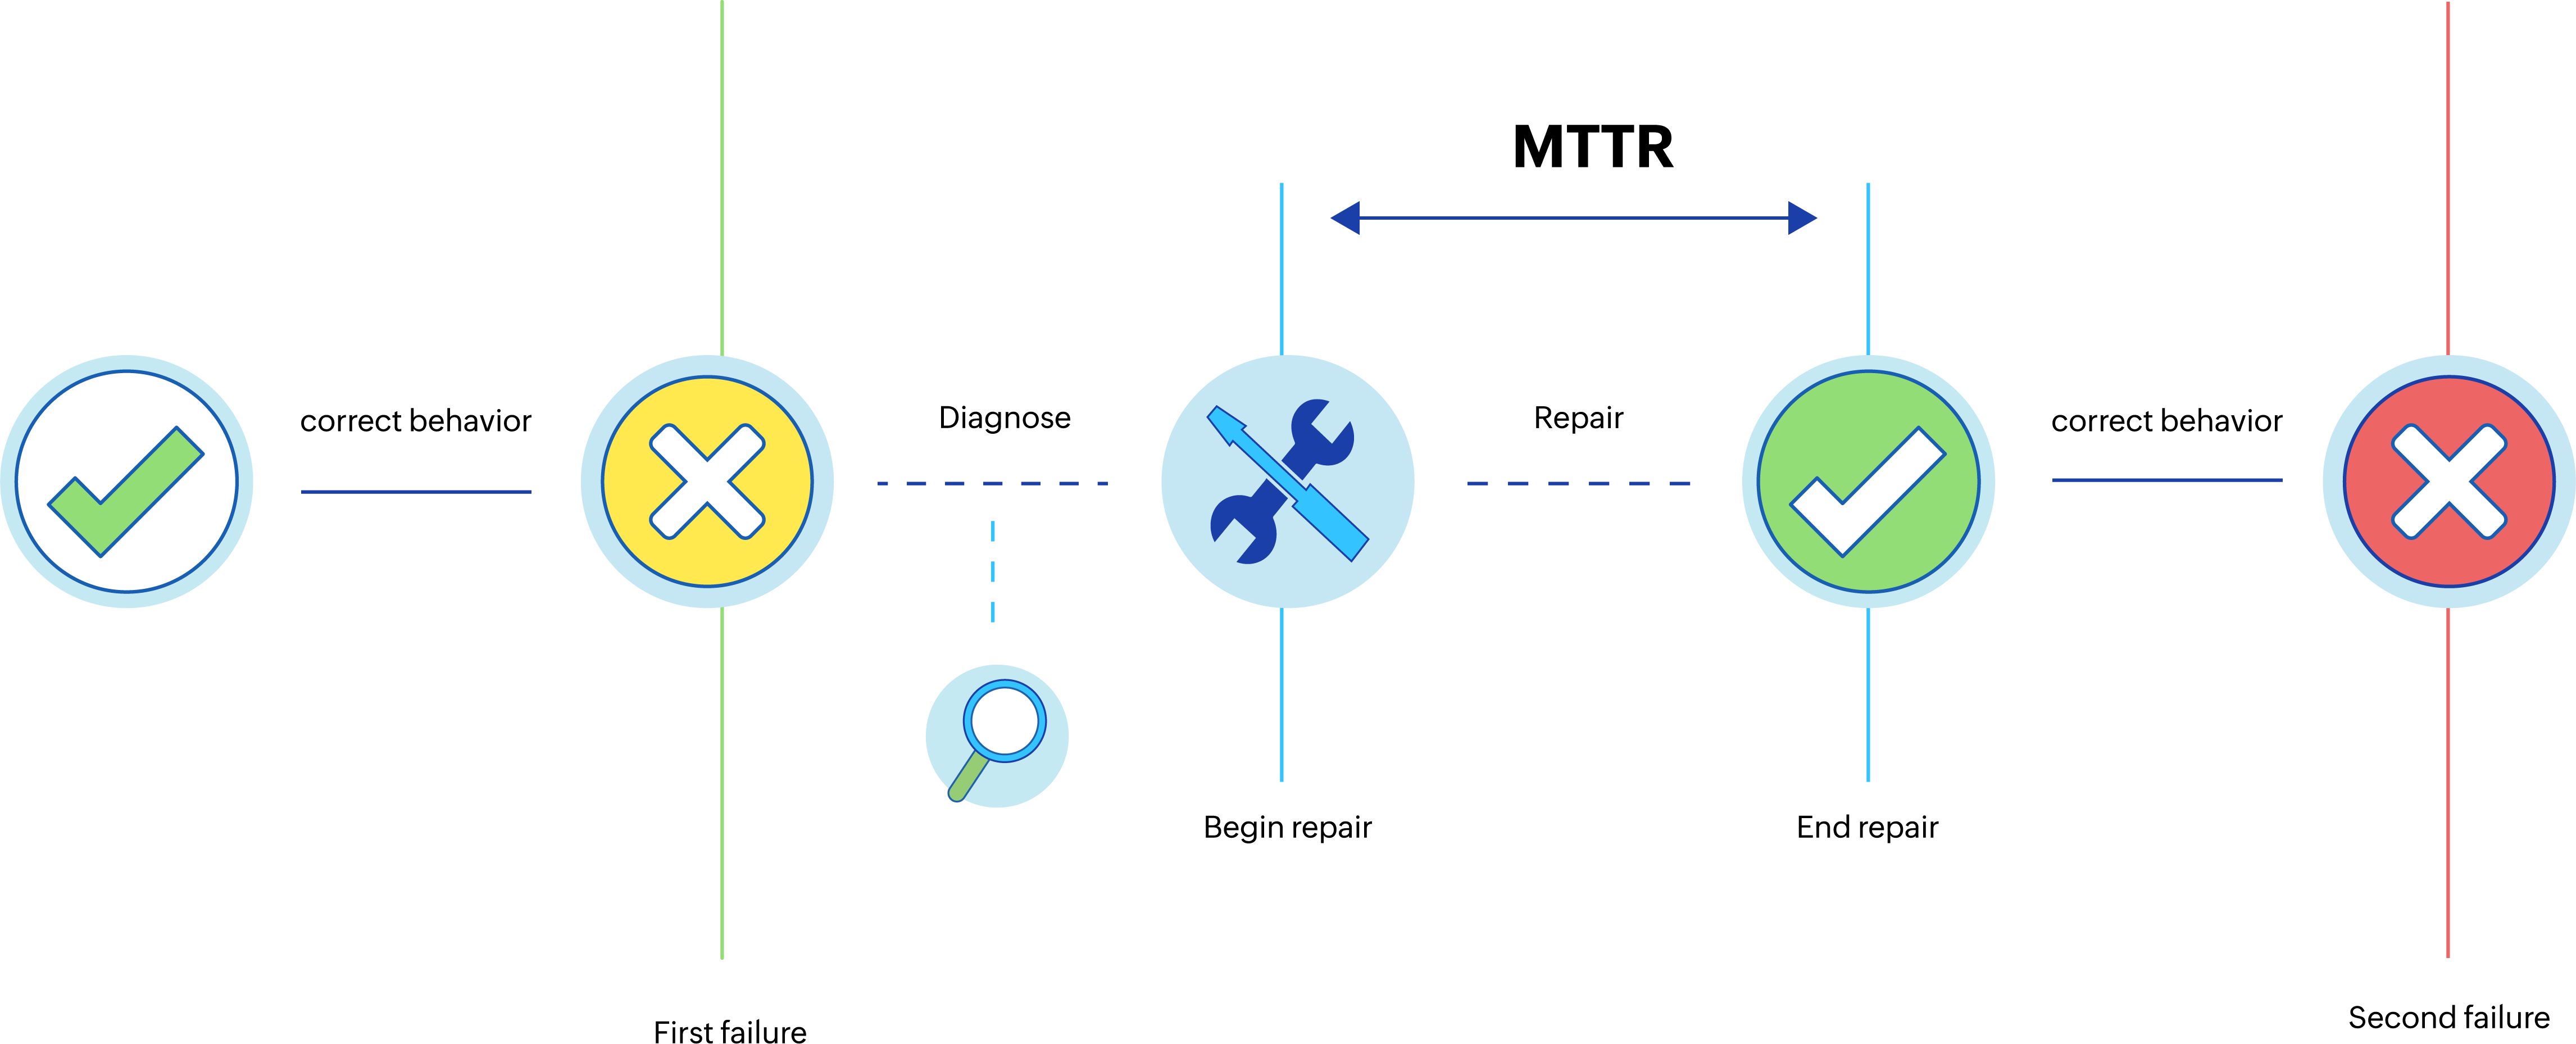 MTTR
correct behavior
Diagnose
Repair
correct behavior
Begin repair
End repair
First failure
Second failure